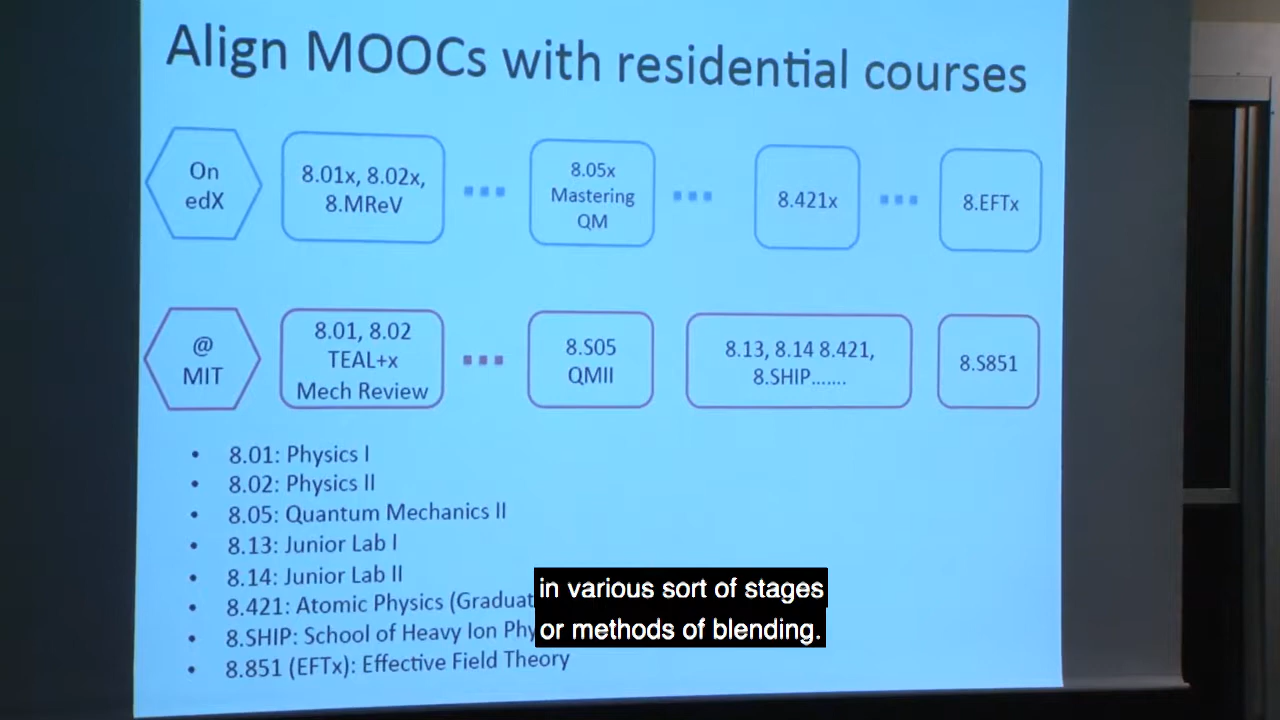 Align MOOCs with residential courses
On
edX
8.01x, 8.02x,
8.MReV
8.05x
Mastering
QM
8.421x
8.EFTx
@
MIT
8.01, 8.02
TEAL+x
Mech Review
8.S05
QMII
8.13, 8.14 8.421,
8.SHIP.......
8.S851
• 8.01: Physics I
• 8.02: Physics II
• 8.05: Quantum Mechanics II
• 8.13: Junior Lab I
• 8.14: Junior Lab II
• 8.421: Atomic Physics (Graduat
• 8.SHIP: School of Heavy Ion Phy
• 8.851 (EFTx): Effective Field Theory
in various sort of stages
or methods of blending.